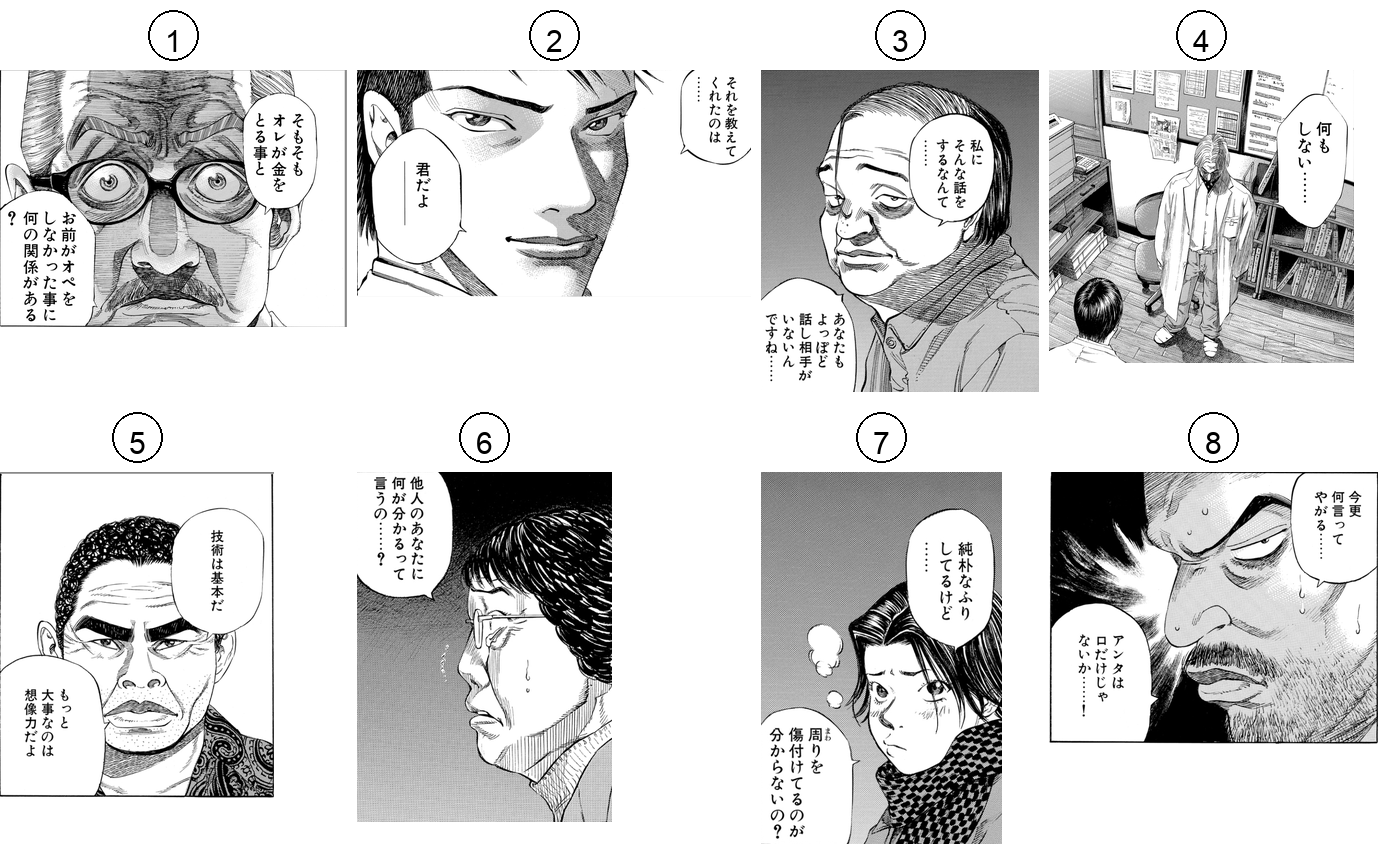 1
そもそも
オレが金を
とる事と
お前がオペを
しなかった事に
何の関係がある
?
2
それを教えて
くれたのは
……
君だよ
――
3
私に
そんな話を
するなんて
……
あなたも
よっぽど
話し相手が
いないん
ですね……
4
何も
しない……
5
技術は基本だ
もっと
大事なのは
想像力だよ
6
他人のあなたに
何が分かるって
言うの……?
7
純朴なふり
してるけど
……
周りを
まわ
傷付けてるのが
分からないの?
8
今更
何言って
やがる……
アンタは
口だけじゃ
ないか……!